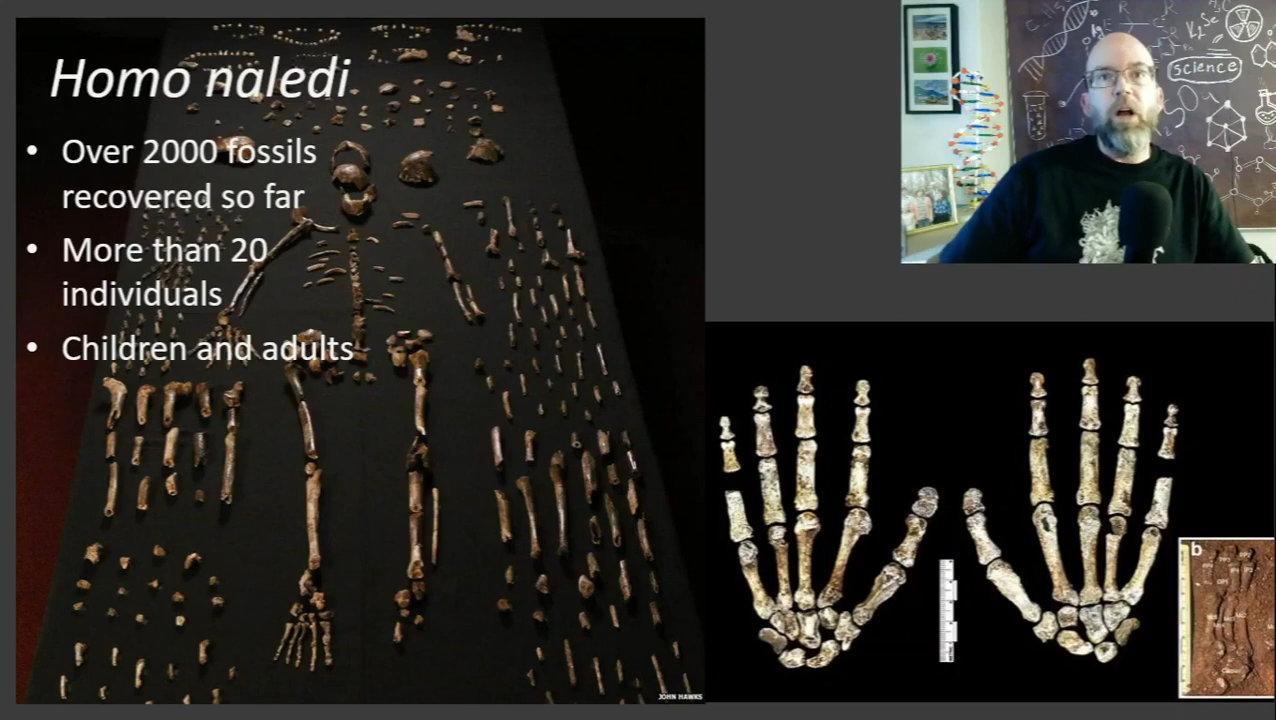 Homo naledi
• Over 2000 fossils
recovered so far
• More than 20
individuals
• Children and adults
JOHN HAWKS
science
b